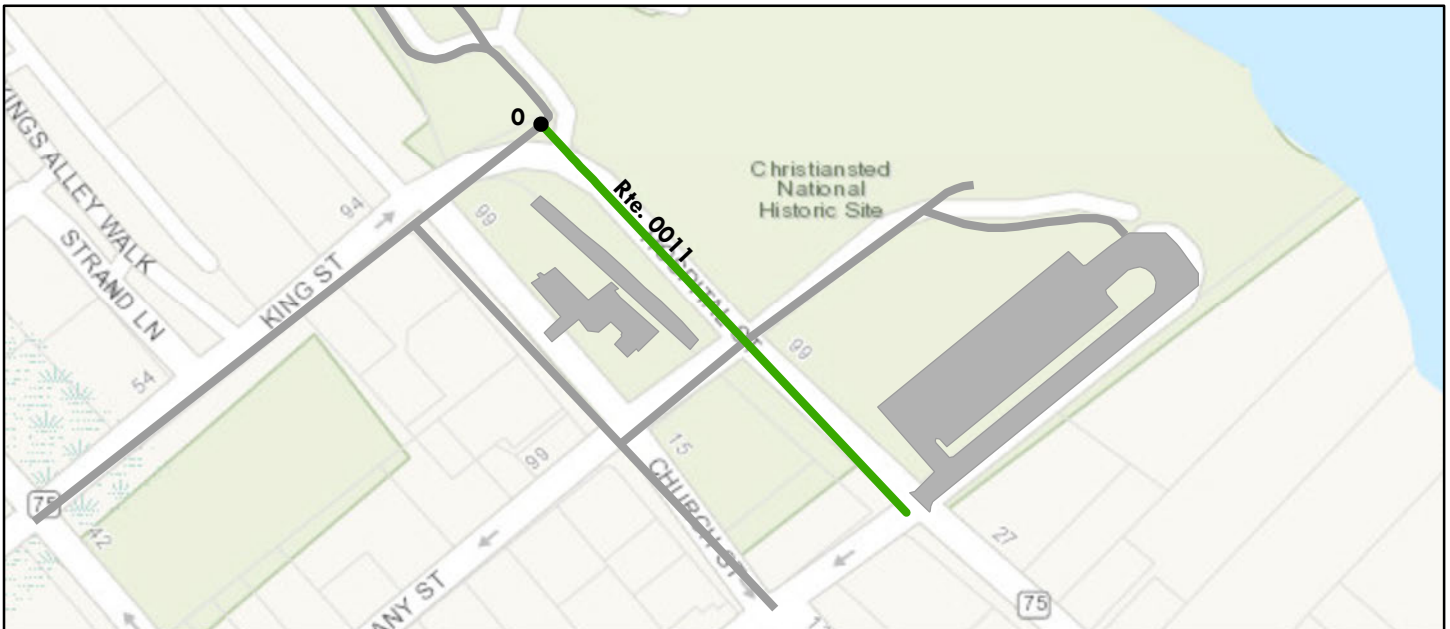 0
Rte. 0011
Christiansted
National
Historic Site
KINGS ALLEY WALK
STRAND LN
94
99
KING ST
54
99
75
42
99
15
CHURCH ST
27
75
ANY ST